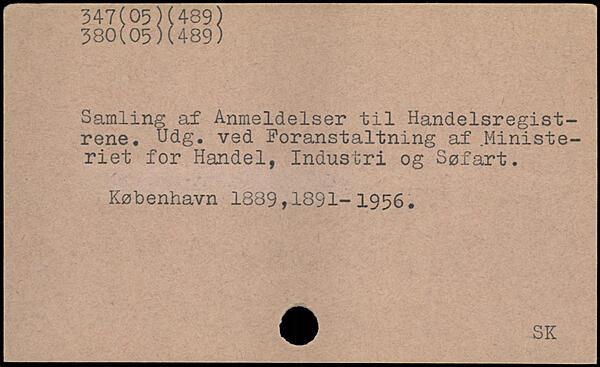 347(05)(489)
380(05)(489)
Samling af Anmeldelser til Handelsregist-
rene. Udg. ved Foranstaltning af Ministe-
riet for Handel, Industri og Søfart.
København 1889,1891-1956.
SK